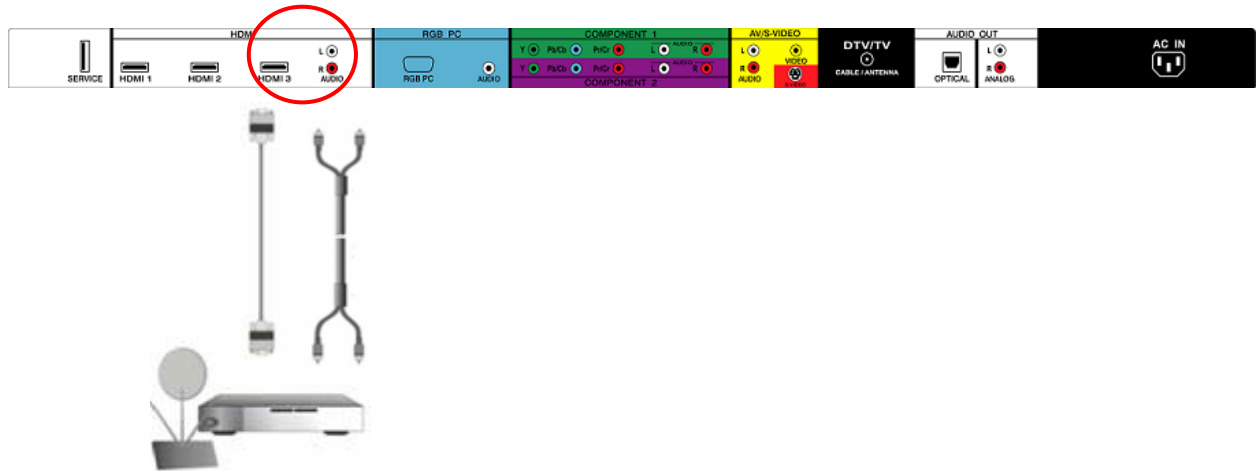 HDMI
RGB PC
COMPONENT 1
AV/S-VIDEO
AUDIO OUT
SERVICE
HDMI 1
HDMI 2
HDMI 3
L
R
AUDIO
RGB PC
AUDIO
Y Pb/Cb Pr/Cr L AUDIO R
Y Pb/Cb Pr/Cr L AUDIO R
COMPONENT 2
L
R
AUDIO
VIDEO
S-VIDEO
DTV/TV
CABLE / ANTENNA
OPTICAL
L
R
ANALOG
AC IN